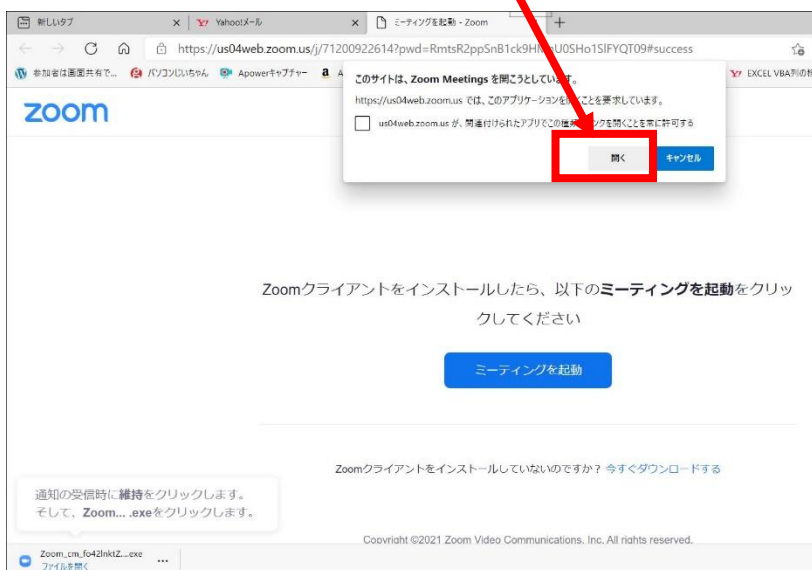 新しいタブ
Yahoo!メール
ミーティングを起動 - Zoom
https://us04web.zoom.us/j/71200922614?pwd=RmtsR2ppSnB1ck9HM
U0SHo1SlFYQT09#success
参加者は画面共有で...
パソコンじいちゃん
Apowerキャプチャー
EXCEL VBA列の
zoom
このサイトは、Zoom Meetings を開こうとしています。
https://us04web.zoom.us では、このアプリケーションを開くことを要求しています。
us04web.zoom.us が、関連付けられたアプリでこの種類のリンクを開くことを常に許可する
開く
キャンセル
Zoomクライアントをインストールしたら、以下のミーティングを起動をクリッ
クしてください
ミーティングを起動
Zoomクライアントをインストールしていないのですか？今すぐダウンロードする
通知の受信時に維持をクリックします。
そして、Zoom... .exeをクリックします。
Copyright ©2021 Zoom Video Communications, Inc. All rights reserved.
Zoom_cm_fo42lnktZ....exe
ファイルを開く